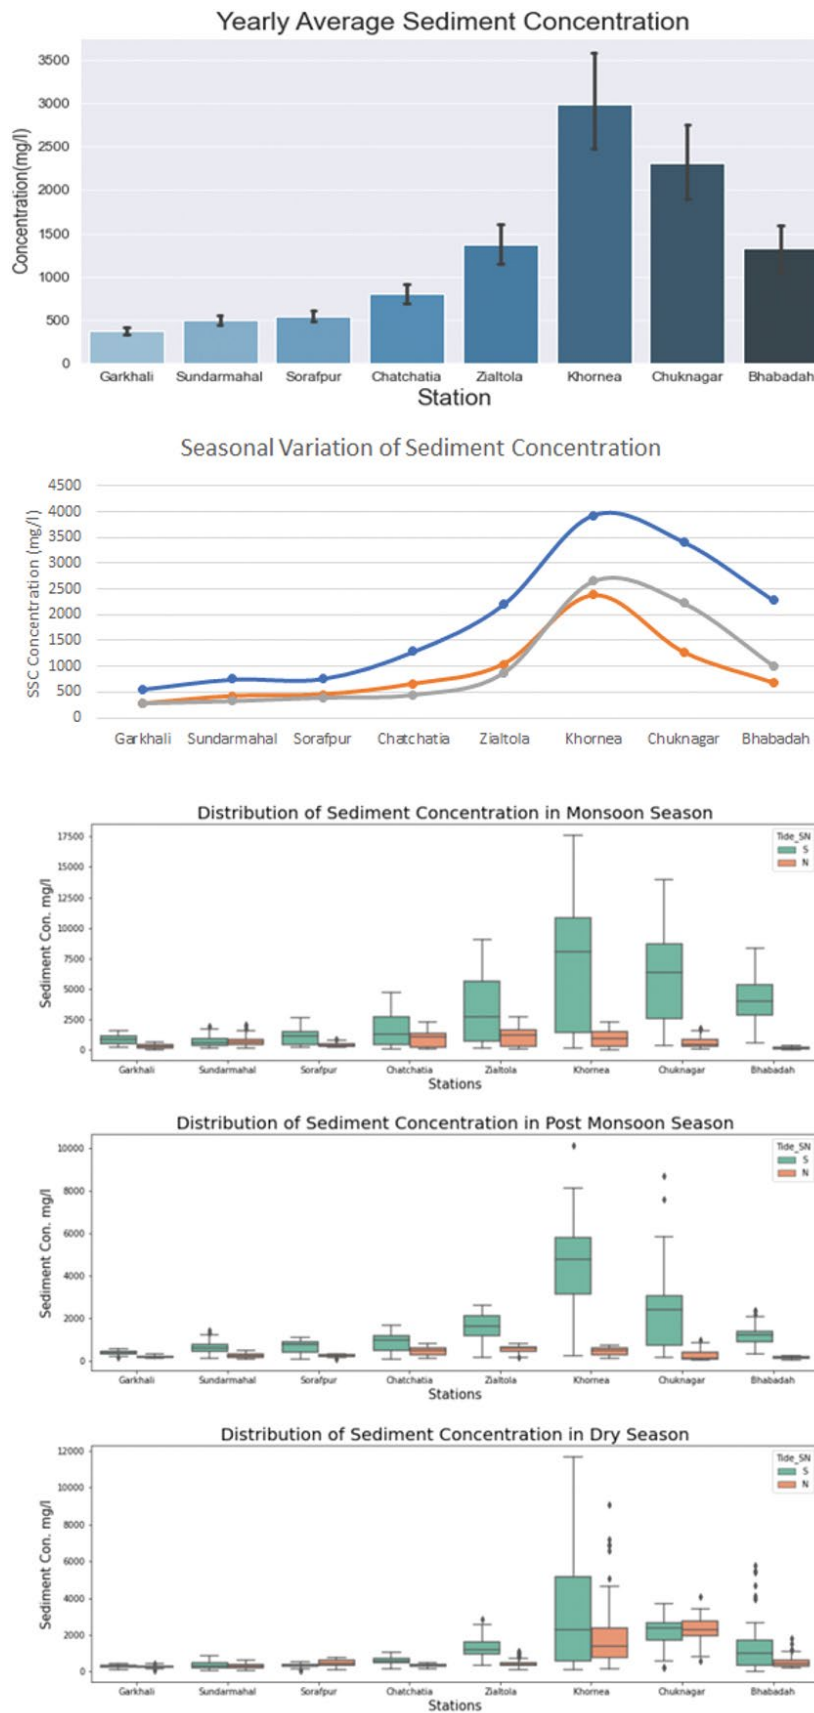 Yearly Average Sediment Concentration
Concentration(mg/l)
3500
3000
2500
2000
1500
1000
500
0
Garkhali Sundarmahal Sorafpur Chatchatia Zialtola Khornea Chuknagar Bhabadah
Station
Seasonal Variation of Sediment Concentration
SSC Concentration (mg/l)
4500
4000
3500
3000
2500
2000
1500
1000
500
0
Garkhali Sundarmahal Sorafpur Chatchatia Zialtola Khornea Chuknagar Bhabadah
Distribution of Sediment Concentration in Monsoon Season
Sediment Con. mg/l
17500
15000
12500
10000
7500
5000
2500
0
Tide_SN
S
N
Garkhali Sundarmahal Sorafpur Chatchatia Zialtola Khornea Chuknagar Bhabadah
Stations
Distribution of Sediment Concentration in Post Monsoon Season
Sediment Con. mg/l
10000
8000
6000
4000
2000
0
Tide_SN
S
N
Garkhali Sundarmahal Sorafpur Chatchatia Zialtola Khornea Chuknagar Bhabadah
Stations
Distribution of Sediment Concentration in Dry Season
Sediment Con. mg/l
12000
10000
8000
6000
4000
2000
0
Tide_SN
S
N
Garkhali Sundarmahal Sorafpur Chatchatia Zialtola Khornea Chuknagar Bhabadah
Stations